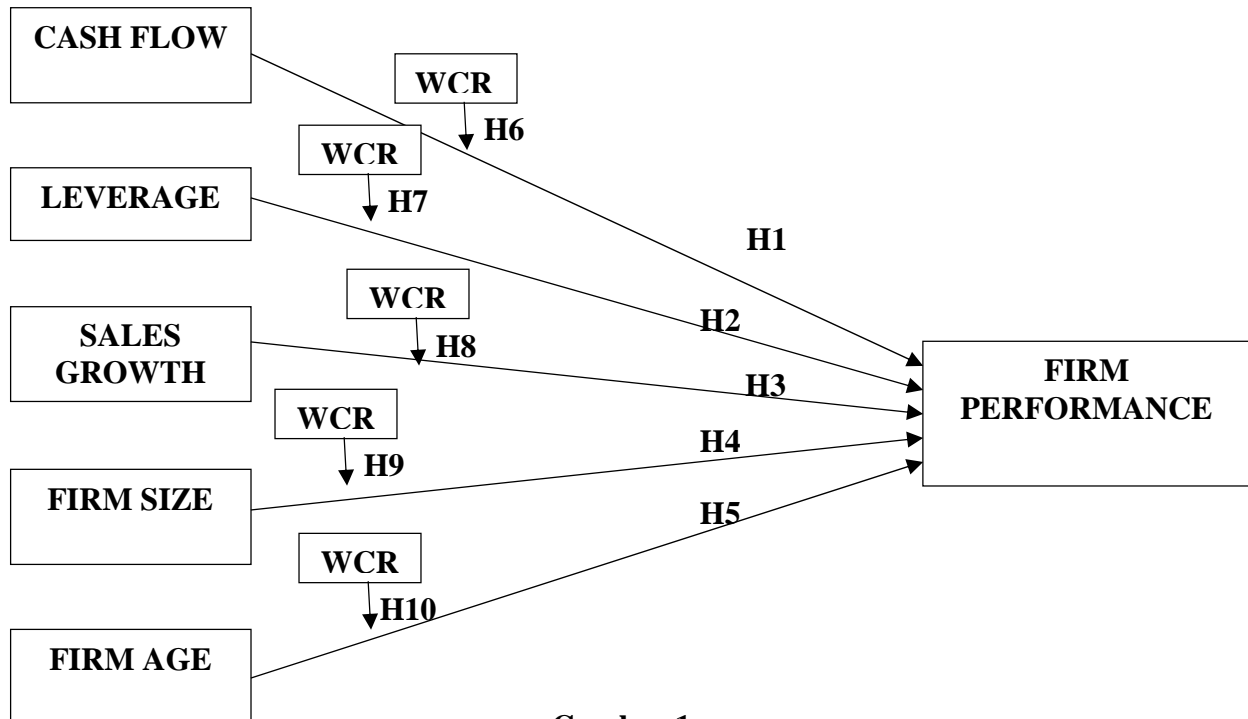 CASH FLOW
WCR
H6
WCR
LEVERAGE
H7
H1
WCR
H2
SALES
GROWTH
H8
H3
FIRM
PERFORMANCE
WCR
H4
H9
FIRM SIZE
H5
WCR
H10
FIRM AGE